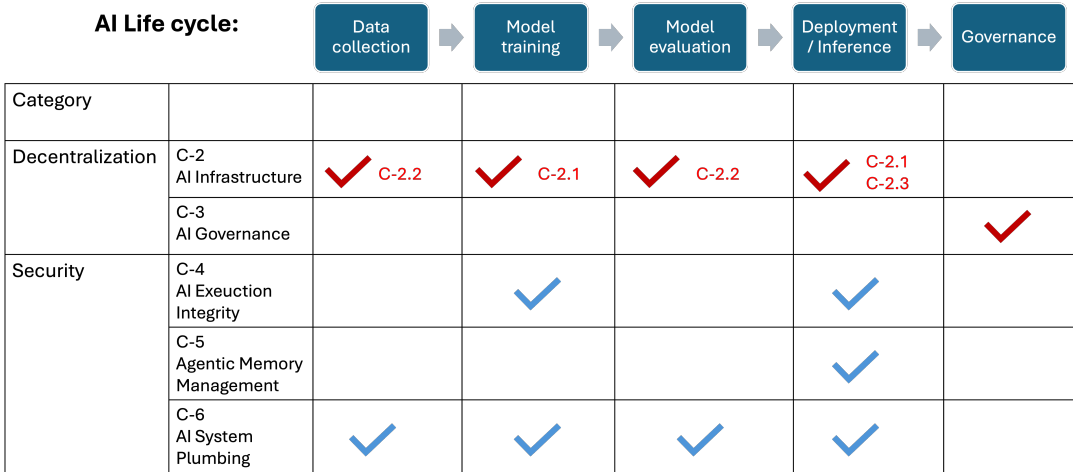 AI Life cycle:
Data
collection
Model
training
Model
evaluation
Deployment
/ Inference
Governance
Category
Decentralization
C-2
AI Infrastructure
C-2.2
C-2.1
C-2.2
C-2.1
C-2.3
C-3
AI Governance
Security
C-4
AI Exeuction
Integrity
C-5
Agentic Memory
Management
C-6
AI System
Plumbing